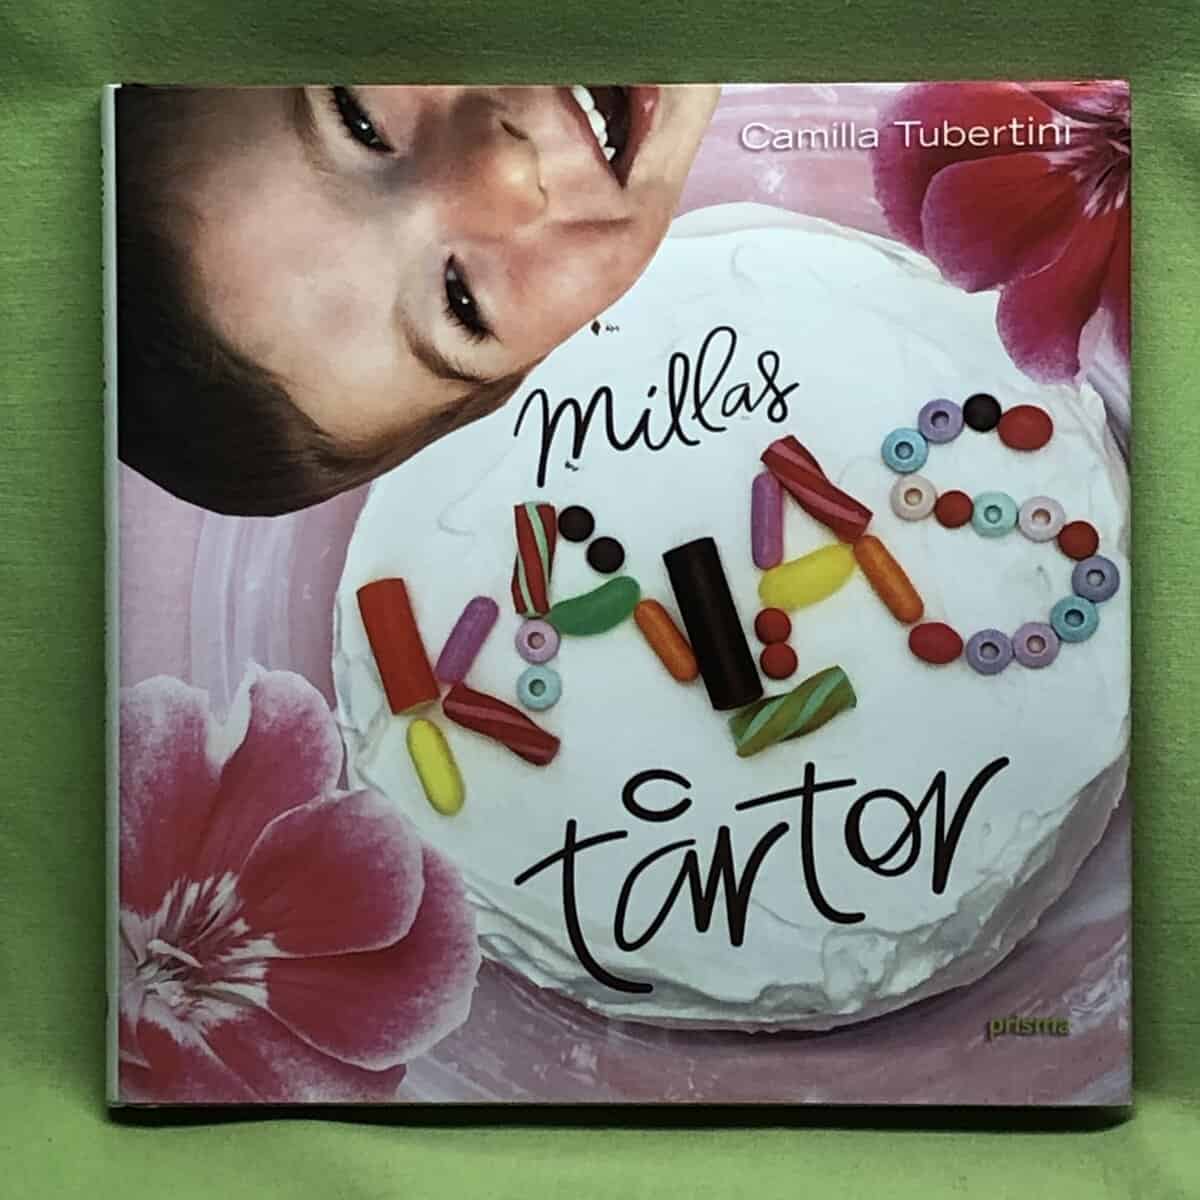 Camilla Tubertini
millas
KALAS
tårtor
prisma